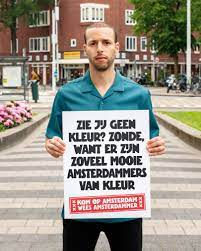 ZIE JIJ GEEN
KLEUR? ZONDE,
WANT ER ZIJN
ZOVEEL MOOIE
AMSTERDAMMERS
VAN KLEUR
KOM OP AMSTERDAM
WEES AMSTERDAMMER